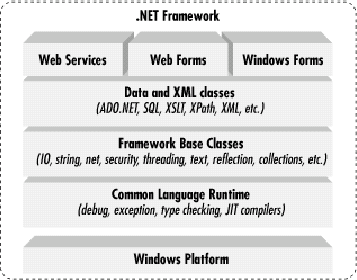 .NET Framework
Web Services
Web Forms
Windows Forms
Data and XML classes
(ADO.NET, SQL, XSLT, XPath, XML, etc.)
Framework Base Classes
(IO, string, net, security, threading, text, reflection, collections, etc.)
Common Language Runtime
(debug, exception, type checking, JIT compilers)
Windows Platform